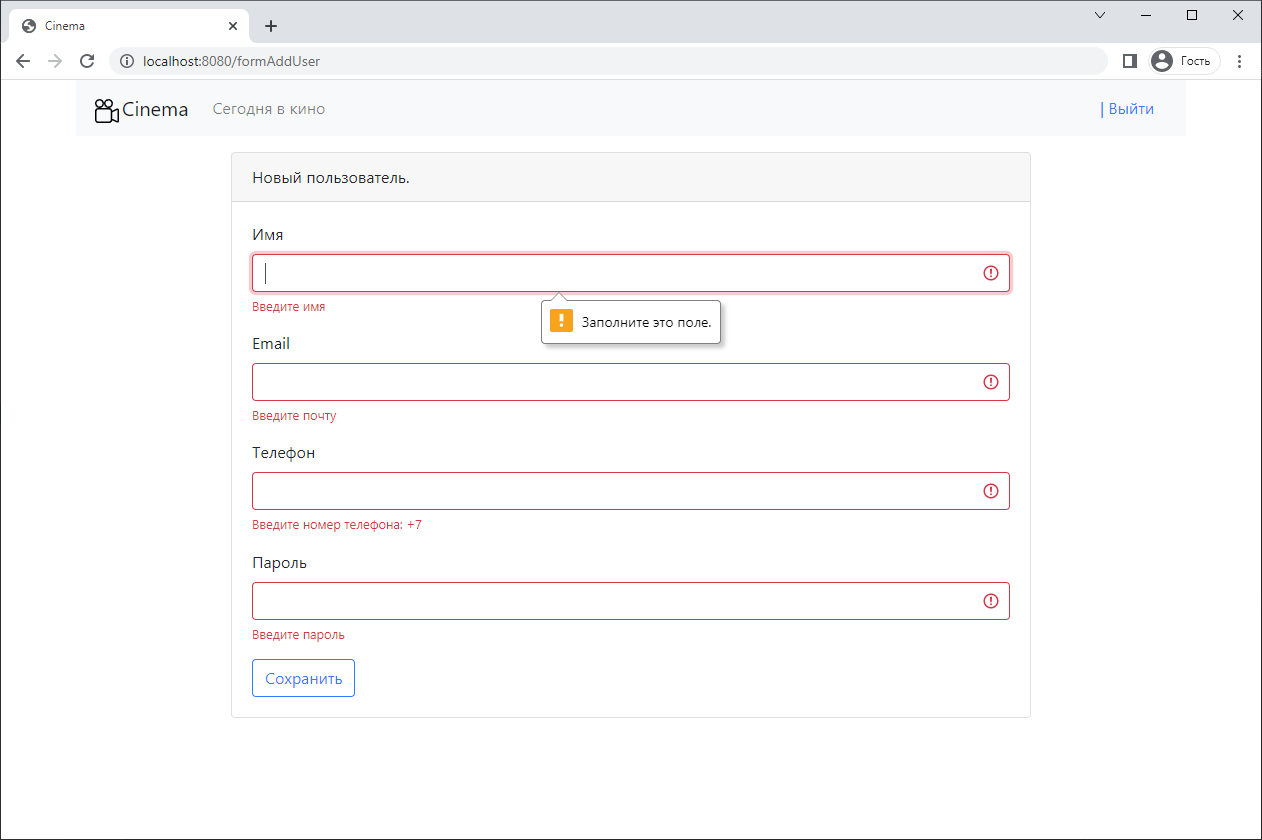 Cinema
localhost:8080/formAddUser
Гость
Cinema Сегодня в кино | Выйти
Новый пользователь.
Имя
Введите имя
Заполните это поле.
Email
Введите почту
Телефон
Введите номер телефона: +7
Пароль
Введите пароль
Сохранить